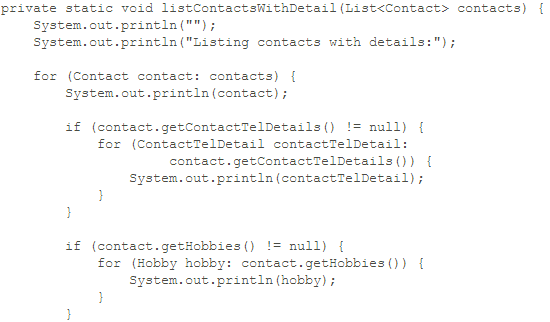 private static void listContactsWithDetail(List<Contact> contacts) {
    System.out.println("");
    System.out.println("Listing contacts with details:");

    for (Contact contact: contacts) {
        System.out.println(contact);

        if (contact.getContactTelDetails() != null) {
            for (ContactTelDetail contactTelDetail:
                     contact.getContactTelDetails()) {
                System.out.println(contactTelDetail);
            }
        }

        if (contact.getHobbies() != null) {
            for (Hobby hobby: contact.getHobbies()) {
                System.out.println(hobby);
            }
        }